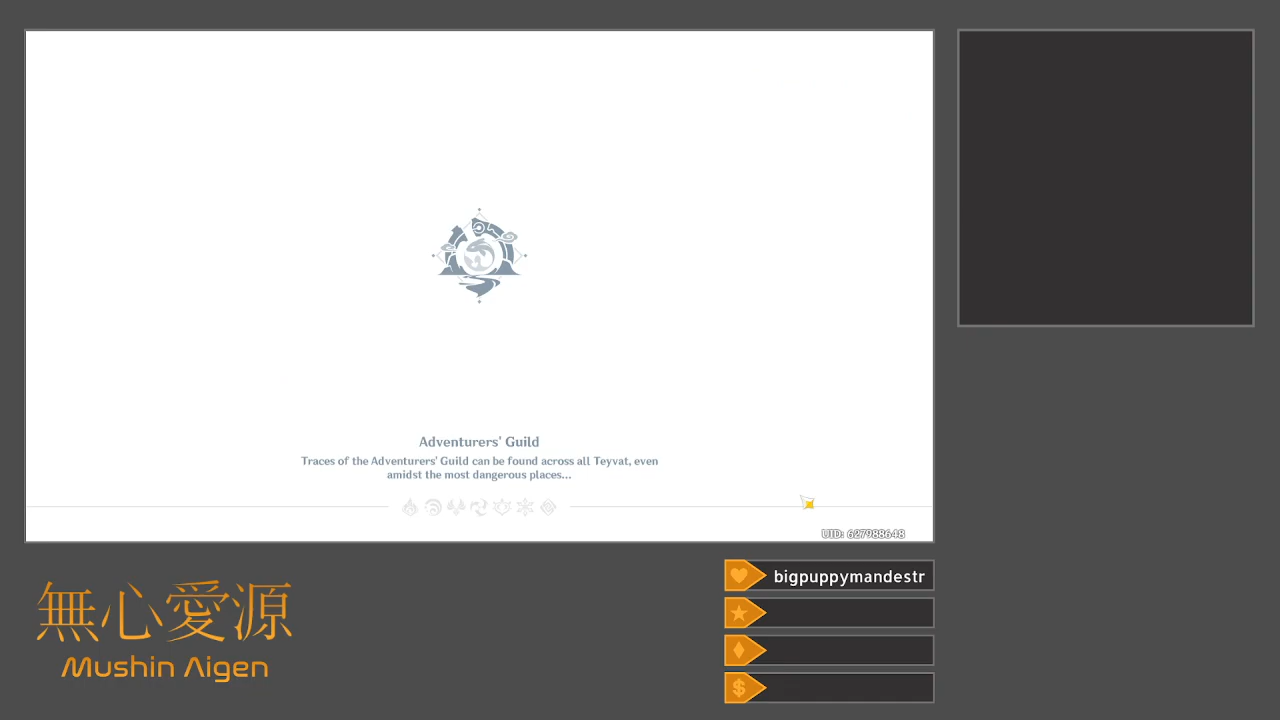 Adventurers' Guild
Traces of the Adventurers' Guild can be found across all Teyvat, even
amidst the most dangerous places...
UID: 627988648
無心愛源
Mushin Aigen
bigpuppymandestr